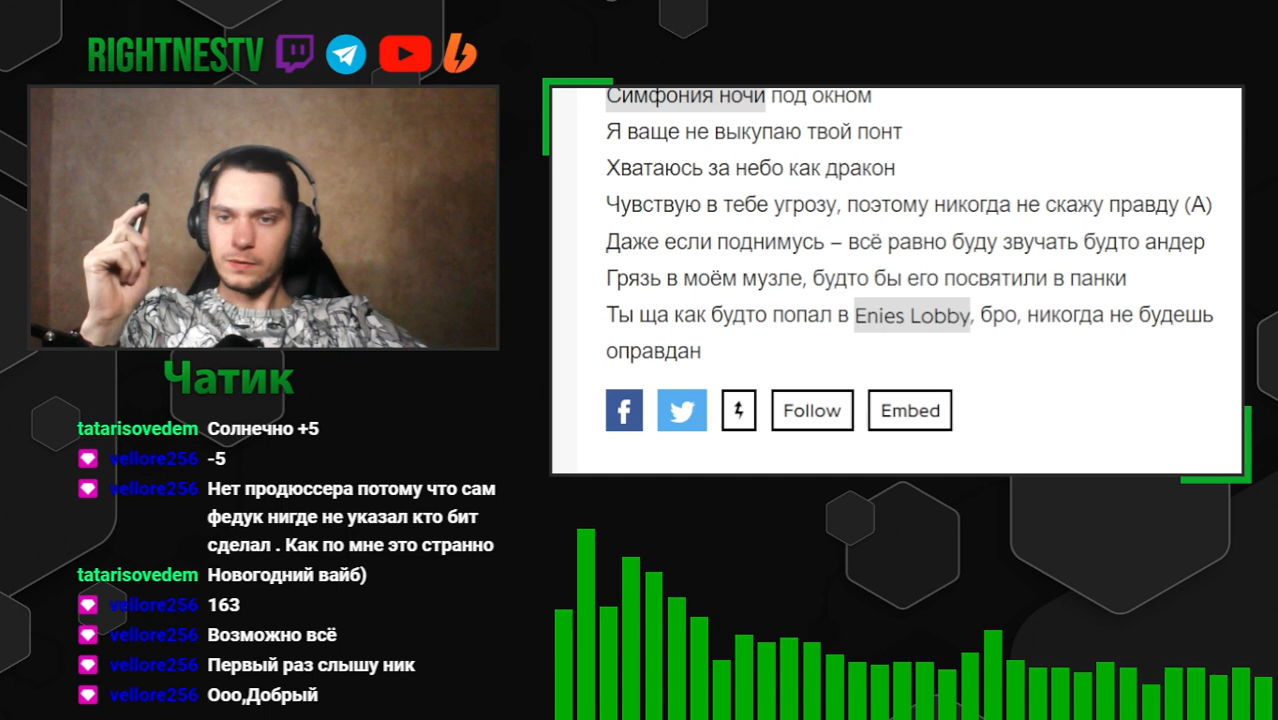 RIGHTNESTV
Симфония ночи под окном
Я ваще не выкупаю твой понт
Хватаюсь за небо как дракон
Чувствую в тебе угрозу, поэтому никогда не скажу правду (А)
Даже если поднимусь – всё равно буду звучать будто андер
Грязь в моём музле, будто бы его посвятили в панки
Ты ща как будто попал в Enies Lobby, бро, никогда не будешь
оправдан
Follow
Embed
Чатик
tatarisovedem Солнечно +5
vellore256 -5
vellore256 Нет продюссера потому что сам
федук нигде не указал кто бит
сделал . Как по мне это странно
tatarisovedem Новогодний вайб)
vellore256 163
vellore256 Возможно всё
vellore256 Первый раз слышу ник
vellore256 Ооо,Добрый